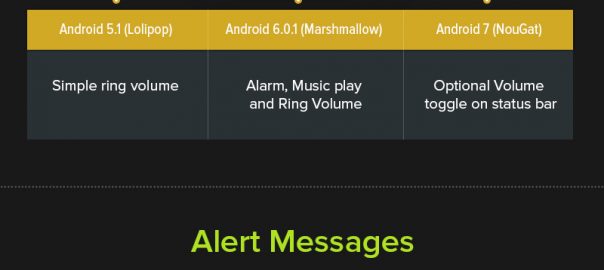 Android 5.1 (Lolipop) Android 6.0.1 (Marshmallow) Android 7 (NouGat)
Simple ring volume Alarm, Music play Optional Volume
and Ring Volume toggle on status bar
Alert Messages